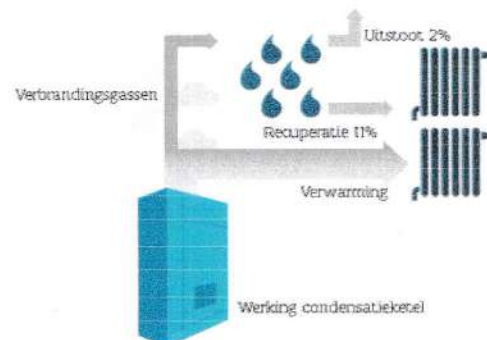 Uitstoot 2%
Verbrandingsgassen
Recuperatie 11%
Verwarming
Werking condensatieketel